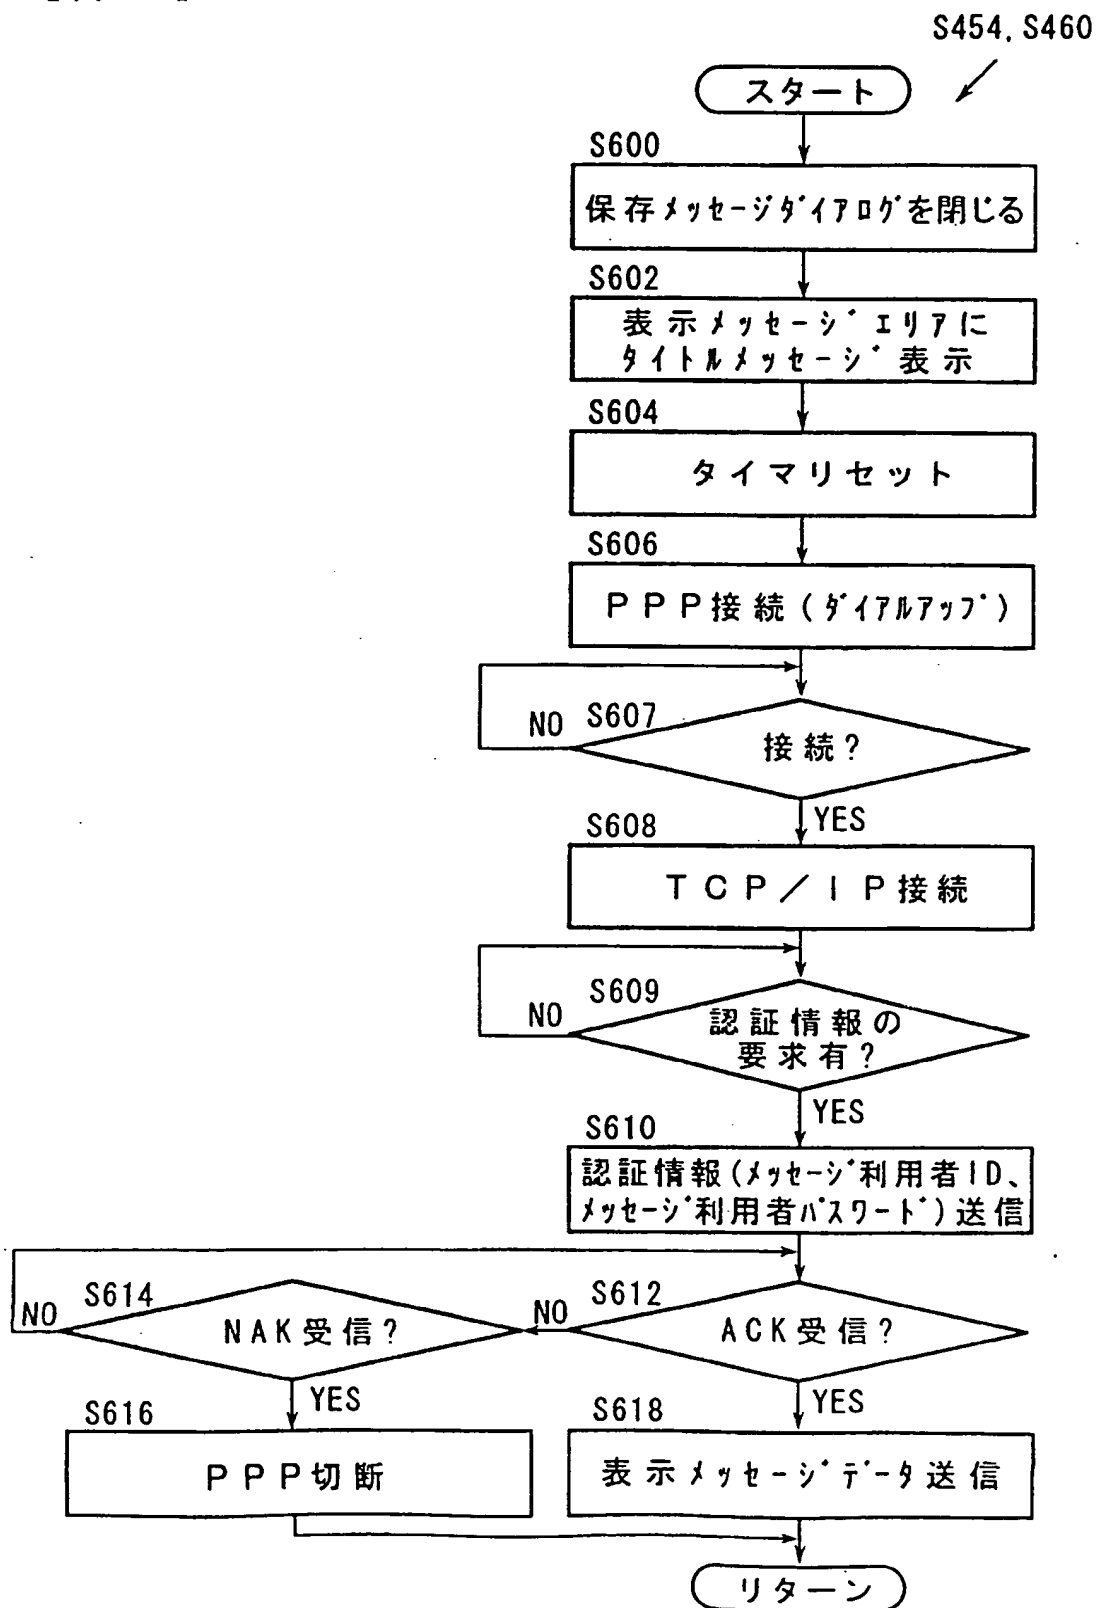 S454, S460
スタート
S600
保存メッセージダイアログを閉じる
S602
表示メッセージエリアに
タイトルメッセージ表示
S604
タイマリセット
S606
PPP接続(ダイアルアップ)
NO
S607
接続?
YES
S608
TCP/IP接続
S609
NO
認証情報の
要求有?
YES
S610
認証情報(メッセージ利用者ID、
メッセージ利用者パスワード)送信
S614
S612
NO
NO
NAK受信?
ACK受信?
YES
YES
S616
S618
PPP切断
表示メッセージデータ送信
リターン